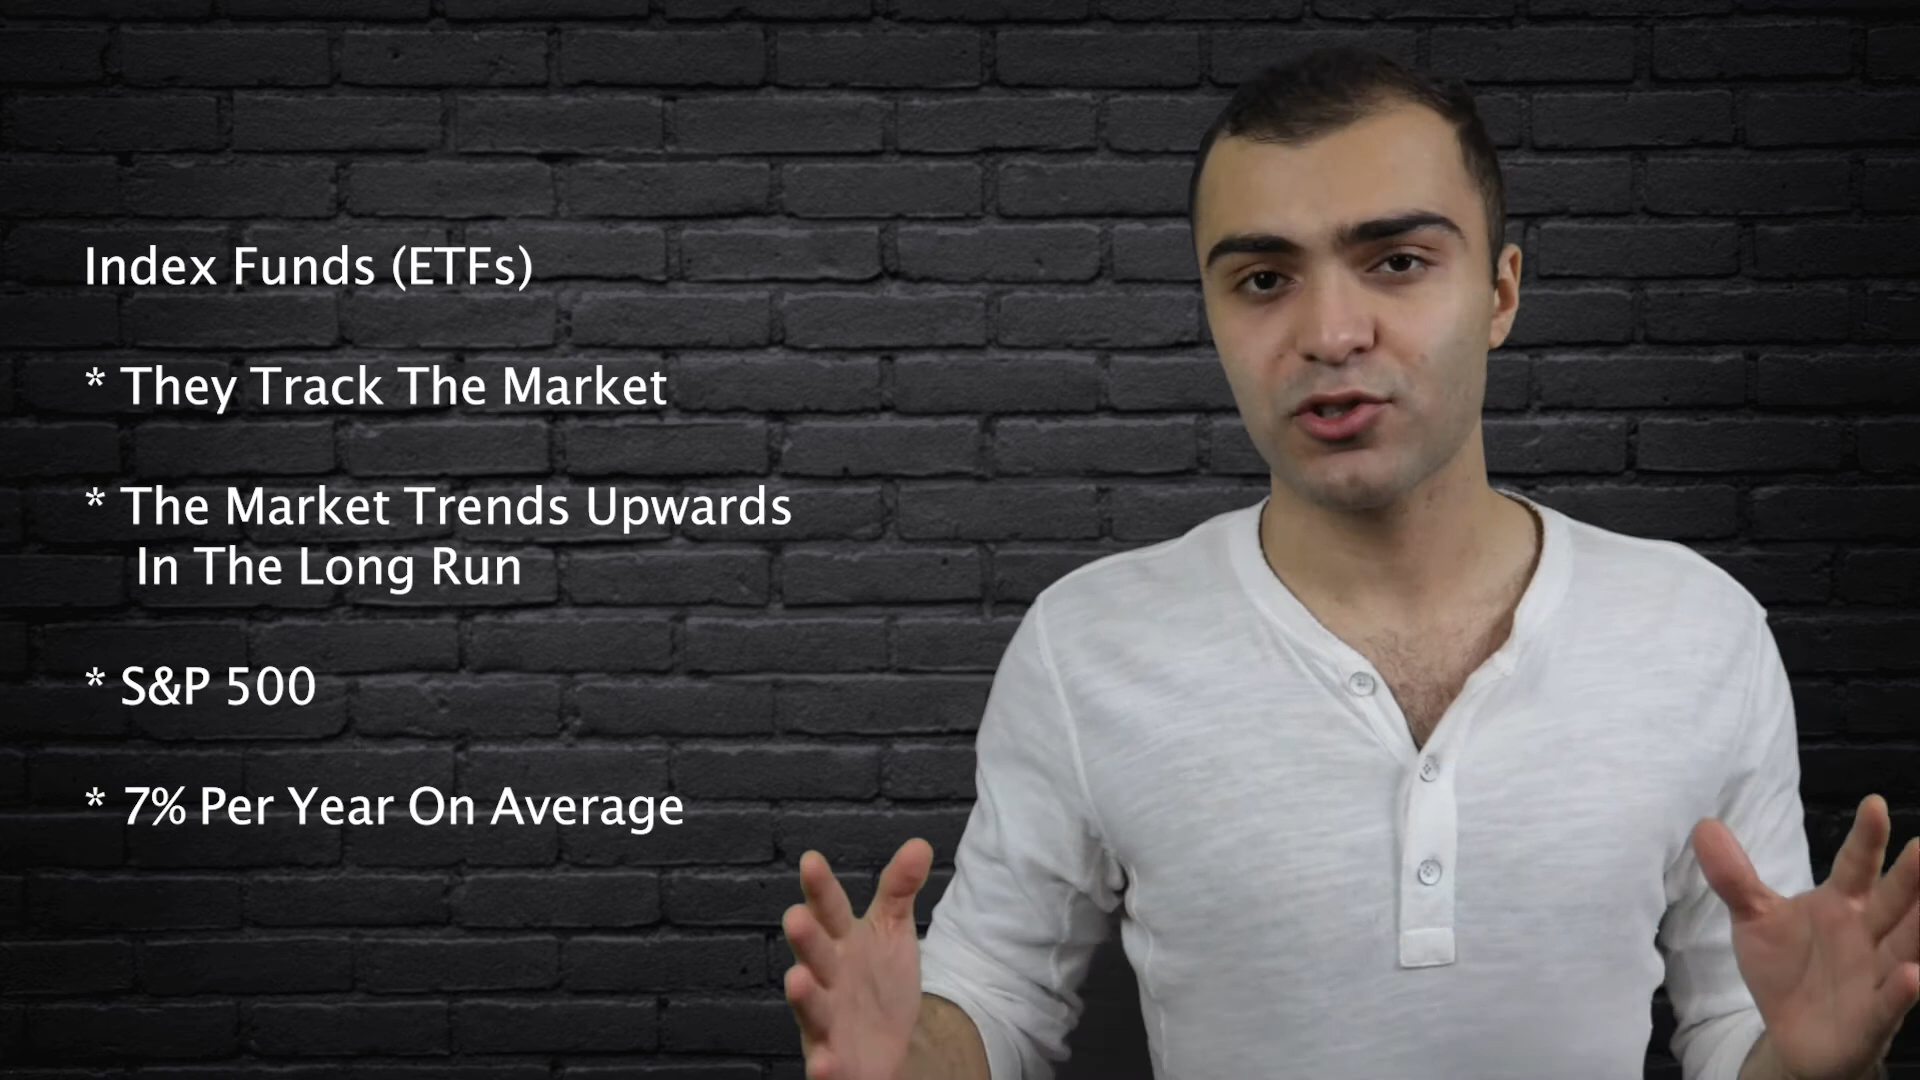 Index Funds (ETFs)
* They Track The Market
* The Market Trends Upwards
In The Long Run
* S&P 500
* 7% Per Year On Average